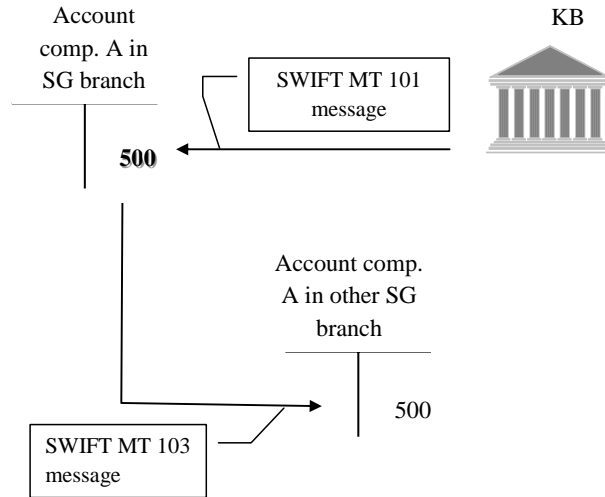 Account
comp. A in
SG branch
KB
SWIFT MT 101
message
500
Account comp.
A in other SG
branch
500
SWIFT MT 103
message